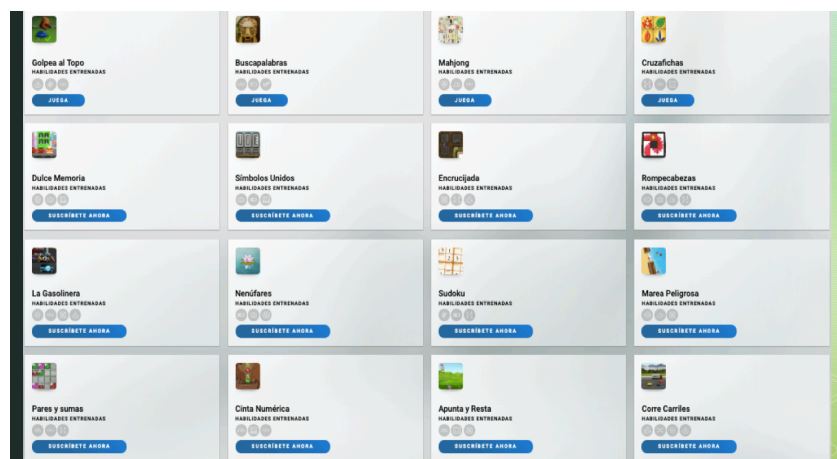 Golpea al Topo
HABILIDADES ENTRENADAS
JUEGA
Buscapalabras
HABILIDADES ENTRENADAS
JUEGA
Mahjong
HABILIDADES ENTRENADAS
JUEGA
Cruzafichas
HABILIDADES ENTRENADAS
JUEGA
Dulce Memoria
HABILIDADES ENTRENADAS
SUSCRÍBETE AHORA
Símbolos Unidos
HABILIDADES ENTRENADAS
SUSCRÍBETE AHORA
Encrucijada
HABILIDADES ENTRENADAS
SUSCRÍBETE AHORA
Rompecabezas
HABILIDADES ENTRENADAS
SUSCRÍBETE AHORA
La Gasolinera
HABILIDADES ENTRENADAS
SUSCRÍBETE AHORA
Nenúfares
HABILIDADES ENTRENADAS
SUSCRÍBETE AHORA
Sudoku
HABILIDADES ENTRENADAS
SUSCRÍBETE AHORA
Marea Peligrosa
HABILIDADES ENTRENADAS
SUSCRÍBETE AHORA
Pares y sumas
HABILIDADES ENTRENADAS
SUSCRÍBETE AHORA
Cinta Numérica
HABILIDADES ENTRENADAS
SUSCRÍBETE AHORA
Apunta y Resta
HABILIDADES ENTRENADAS
SUSCRÍBETE AHORA
Corre Carriles
HABILIDADES ENTRENADAS
SUSCRÍBETE AHORA